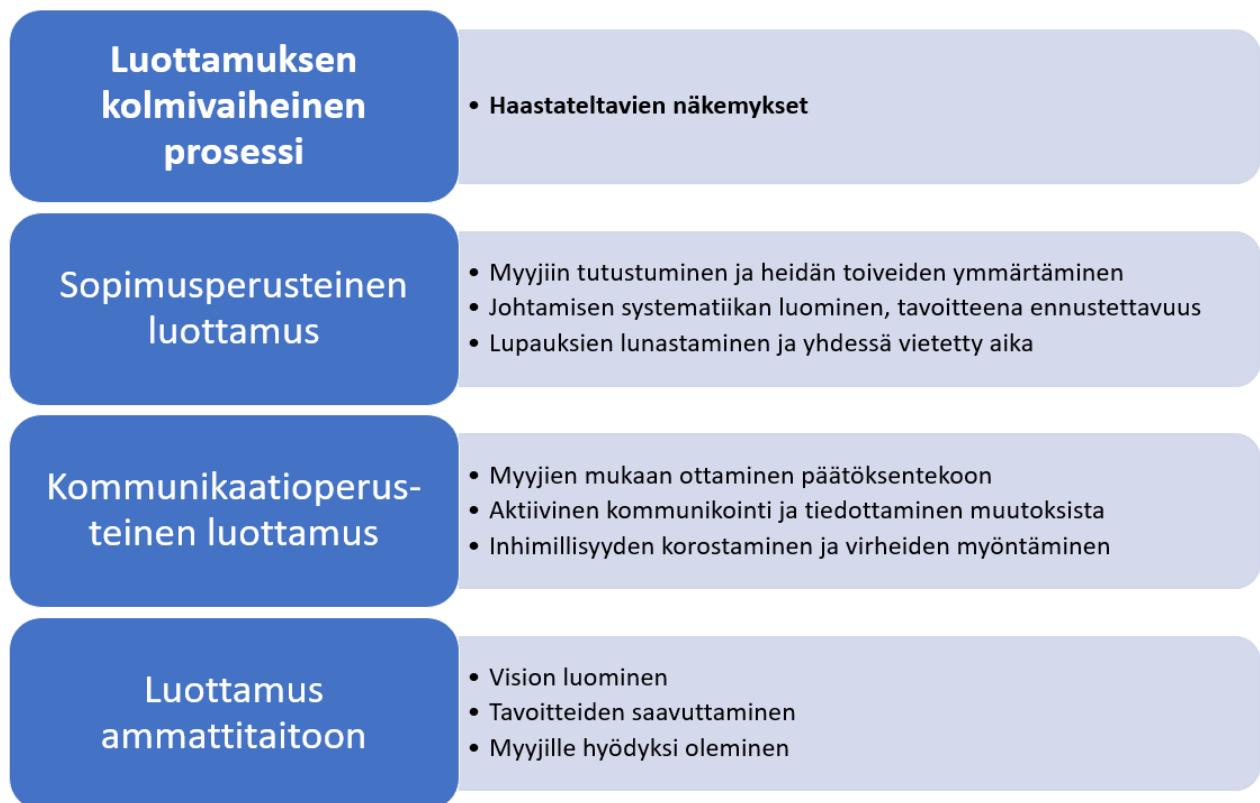 Luottamuksen
kolmivaiheinen
prosessi
• Haastateltavien näkemykset
Sopimusperusteinen
luottamus
• Myyjiin tutustuminen ja heidän toiveiden ymmärtäminen
• Johtamisen systematiikan luominen, tavoitteena ennustettavuus
• Lupauksien lunastaminen ja yhdessä vietetty aika
Kommunikaatioperus-
teinen luottamus
• Myyjien mukaan ottaminen päätöksentekoon
• Aktiivinen kommunikointi ja tiedottaminen muutoksista
• Inhimillisyyden korostaminen ja virheiden myöntäminen
Luottamus
ammattitaitoon
• Vision luominen
• Tavoitteiden saavuttaminen
• Myyjille hyödyksi oleminen